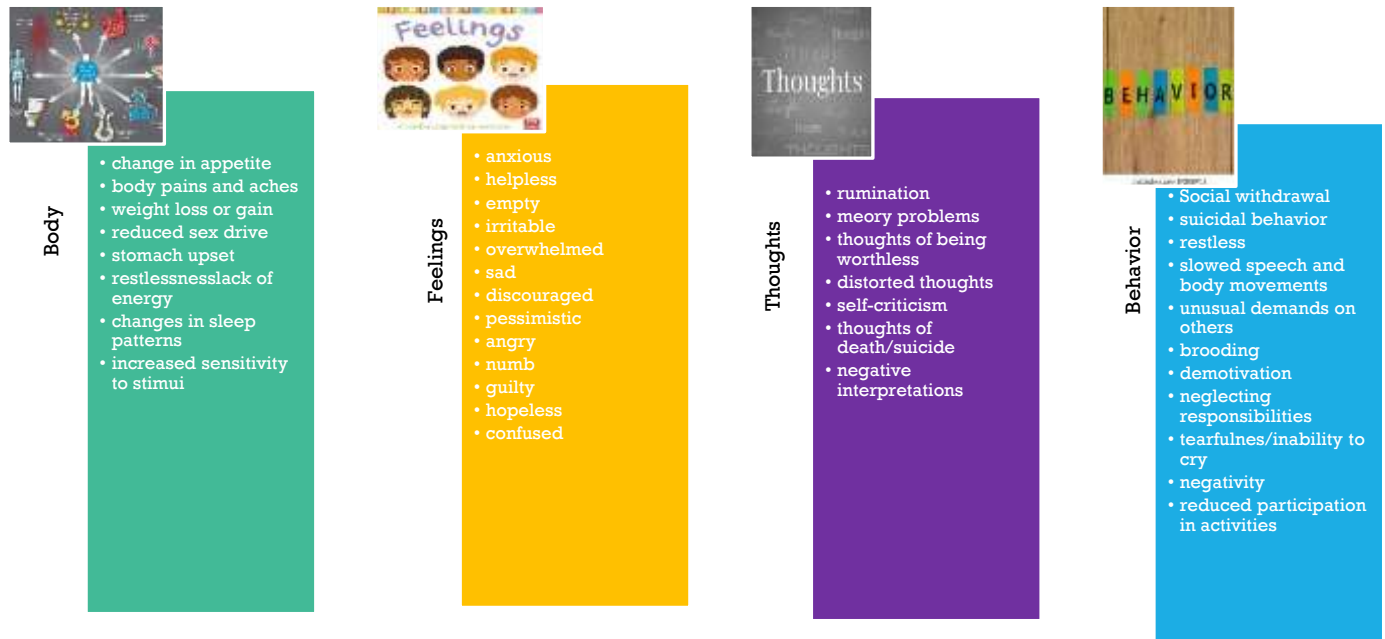 Body
• change in appetite
• body pains and aches
• weight loss or gain
• reduced sex drive
• stomach upset
• restlessnesslack of
energy
• changes in sleep
patterns
• increased sensitivity
to stimui
Feelings
Feelings
• anxious
• helpless
• empty
• irritable
• overwhelmed
• sad
• discouraged
• pessimistic
• angry
• numb
• guilty
• hopeless
• confused
Thoughts
THOUGHTS
Thoughts
• rumination
• meory problems
• thoughts of being
worthless
• distorted thoughts
• self-criticism
• thoughts of
death/suicide
• negative
interpretations
BEHAVIOR
Behavior
• Social withdrawal
• suicidal behavior
• restless
• slowed speech and
body movements
• unusual demands on
others
• brooding
• demotivation
• neglecting
responsibilities
• tearfulnes/inability to
cry
• negativity
• reduced participation
in activities